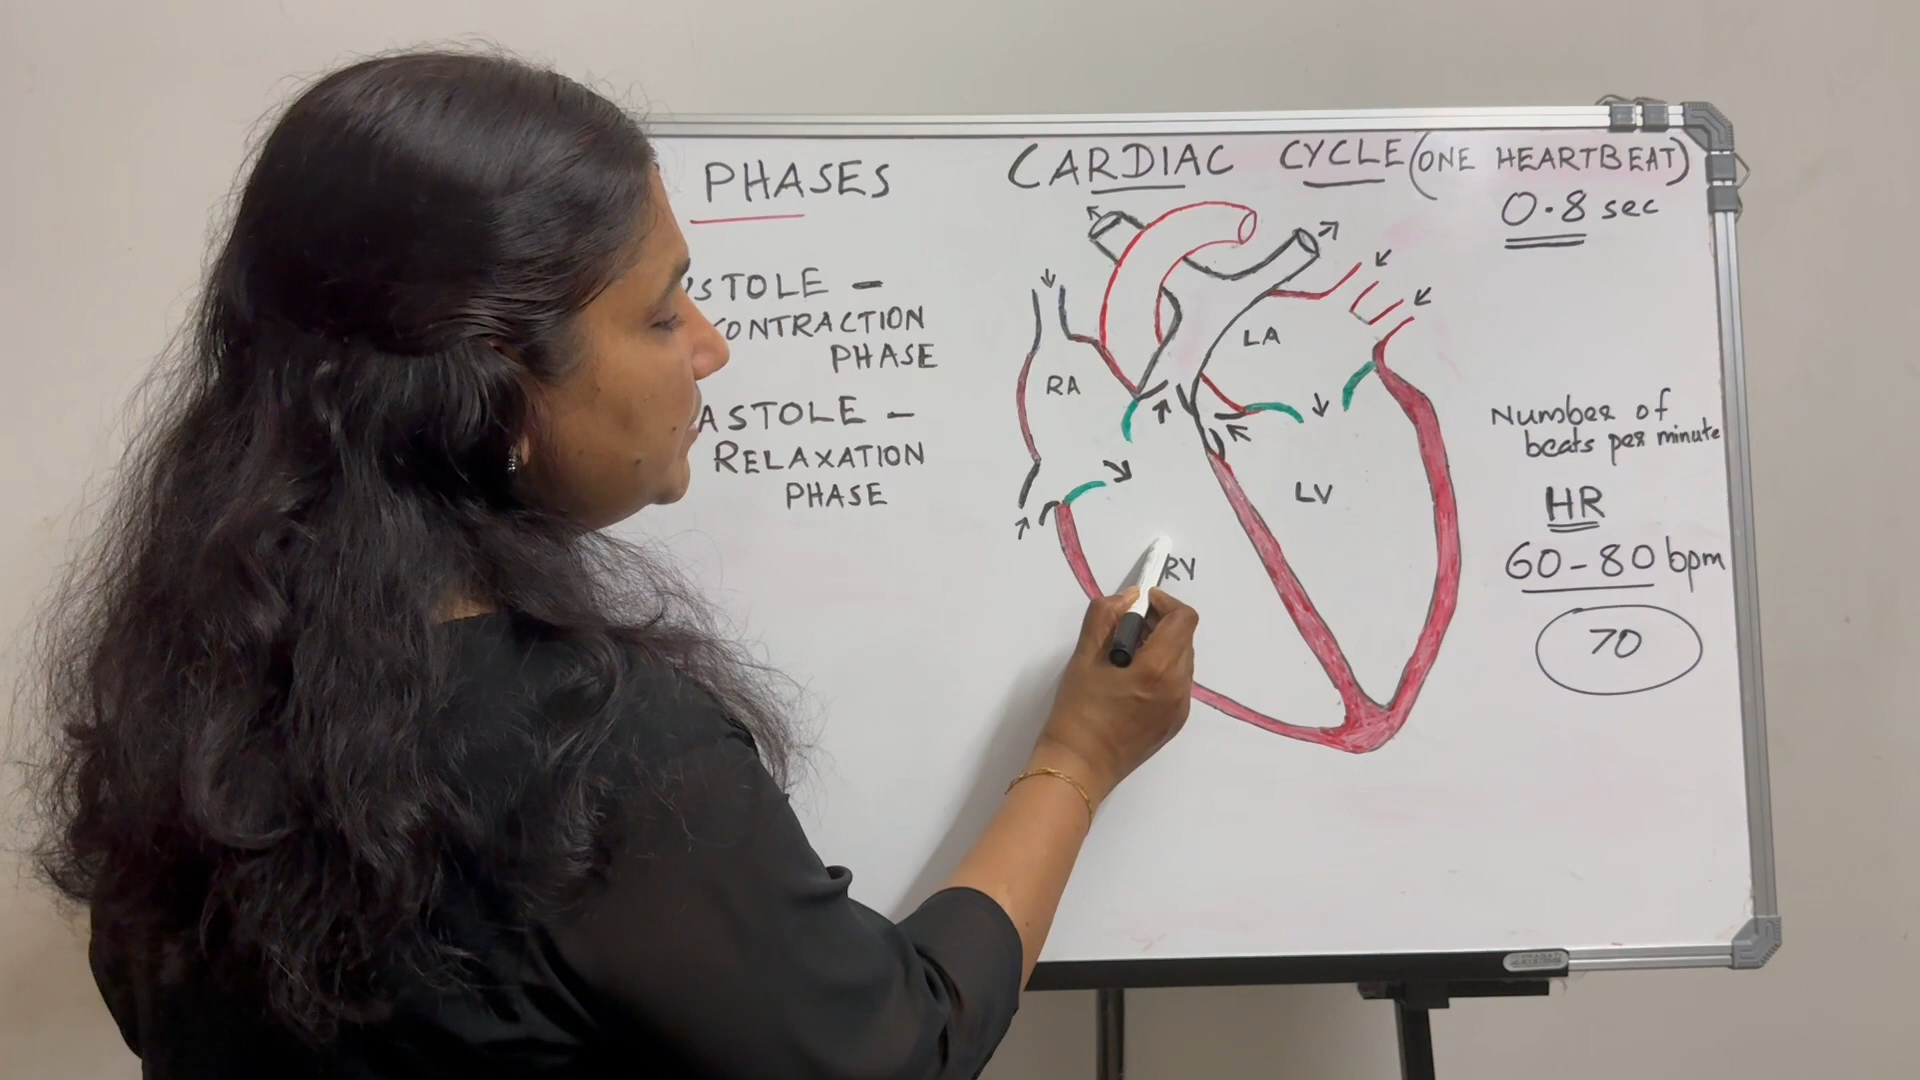 PHASES
CARDIAC CYCLE (ONE HEARTBEAT)
0.8 sec
STOLE -
CONTRACTION
PHASE
ASTOLE -
RELAXATION
PHASE
RA
LA
LV
RV
Number of
beats per minute
HR
60-80 bpm
70